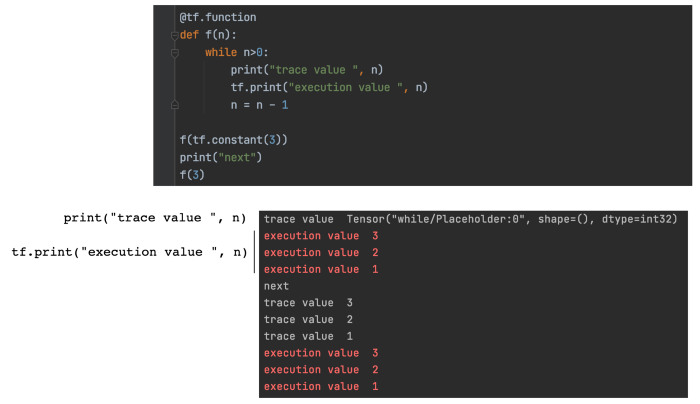 @tf.function
def f(n):
    while n>0:
        print("trace value ", n)
        tf.print("execution value ", n)
        n = n - 1
f(tf.constant(3))
print("next")
f(3)
print("trace value ", n)
trace value  Tensor("while/Placeholder:0", shape=(), dtype=int32)
execution value  3
tf.print("execution value ", n)
execution value  2
execution value  1
next
trace value  3
trace value  2
trace value  1
execution value  3
execution value  2
execution value  1